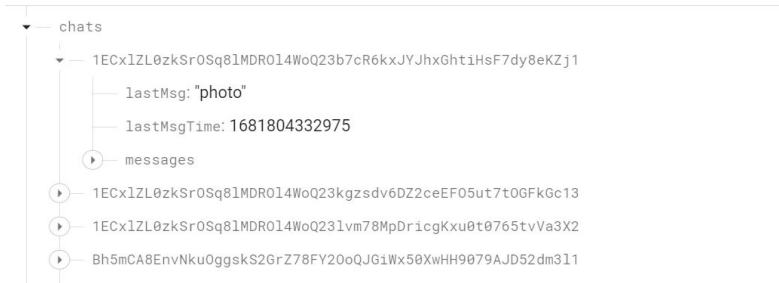 chats
1ECxlZL0zkSrOSq8lMDROl4WoQ23b7cR6kxJYJhxGhtiHsF7dy8eKZj1
lastMsg: "photo"
lastMsgTime: 1681804332975
messages
1ECxlZL0zkSrOSq8lMDROl4WoQ23kgzsdv6DZ2ceEFO5ut7tOGFkGc13
1ECxlZL0zkSrOSq8lMDROl4WoQ23lvm78MpDricgKxu0t0765tvVa3X2
Bh5mCA8EnvNkuOggskS2GrZ78FY2OoQJGiWx50XwHH9079AJD52dm3l1